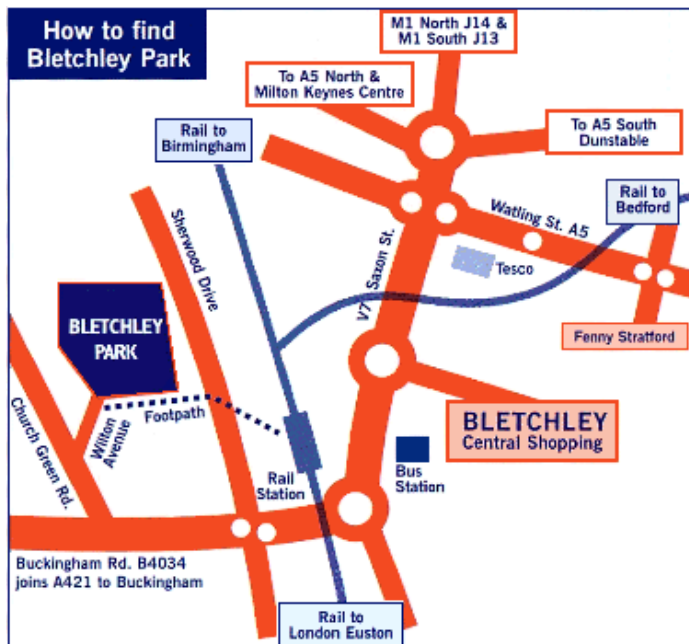 How to find
Bletchley Park
M1 North J14 &
M1 South J13
To A5 North &
Milton Keynes Centre
To A5 South
Dunstable
Rail to
Birmingham
Rail to
Bedford
Watling St. A5
Sherwood Drive
V7 Saxon St.
Tesco
BLETCHLEY
PARK
Fenny Stratford
Church Green Rd.
Wilton
Avenue
Footpath
BLETCHLEY
Central Shopping
Rail
Station
Bus
Station
Buckingham Rd. B4034
joins A421 to Buckingham
Rail to
London Euston